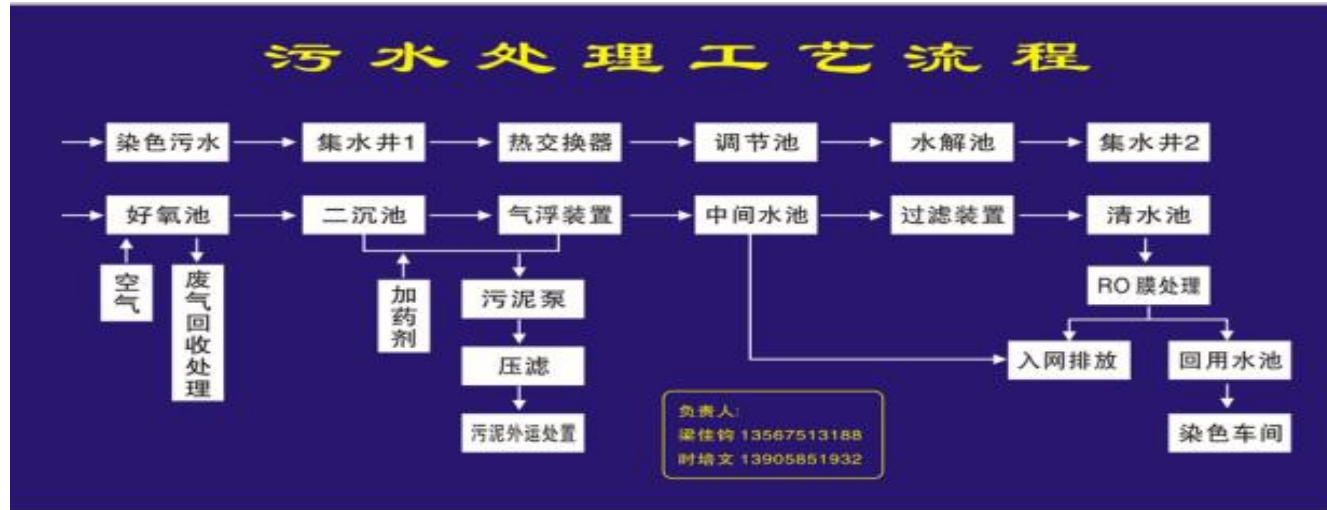 污水处理工艺流程
染色污水 集水井1 热交换器 调节池 水解池 集水井2
好氧池 二沉池 气浮装置 中间水池 过滤装置 清水池
空气
废气回收处理
加药剂
污泥泵
RO膜处理
压滤
入网排放 回用水池
污泥外运处置
染色车间
负责人:
梁佳钧 13567513188
时培文 13905851932